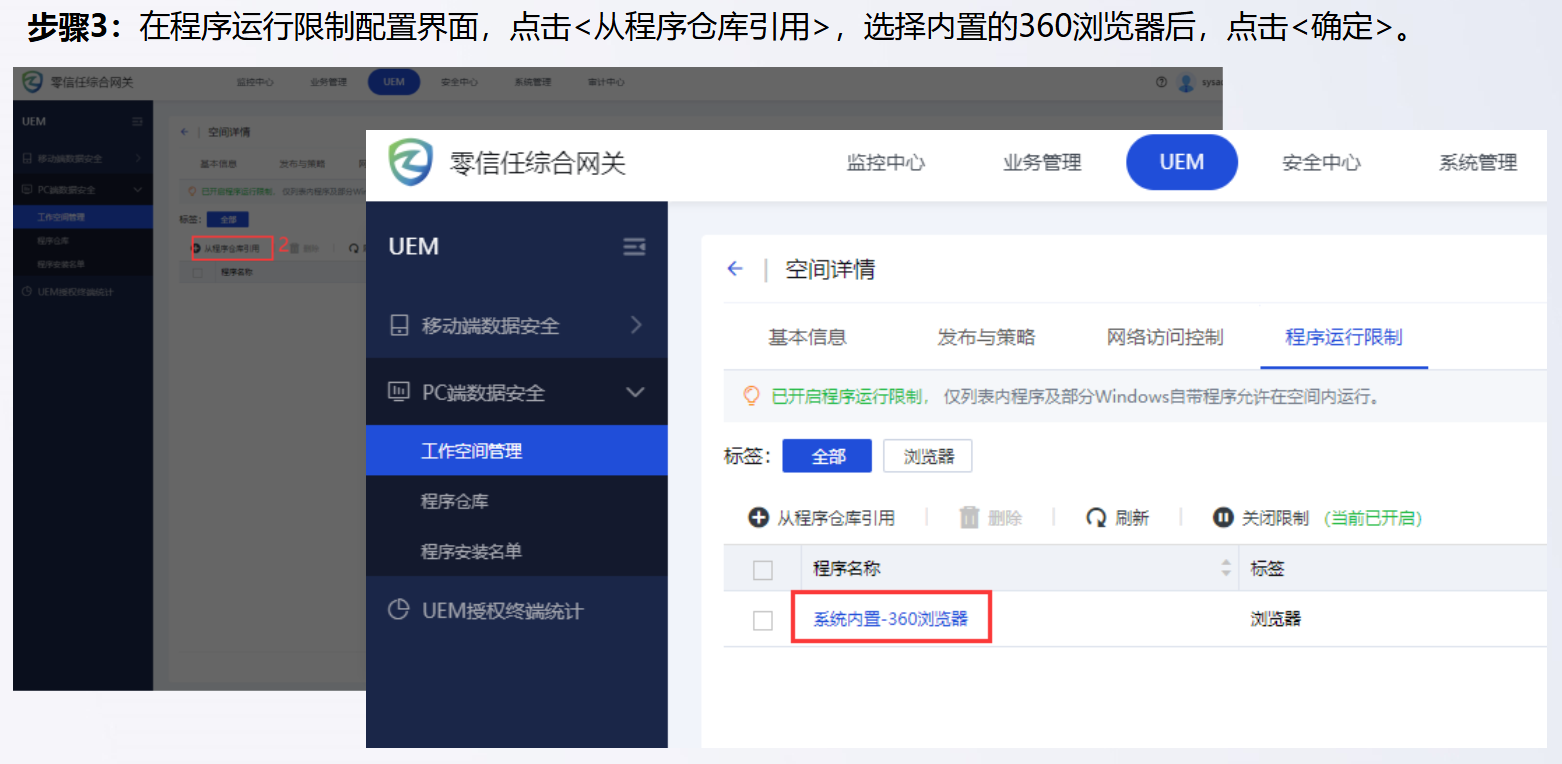 步骤3：在程序运行限制配置界面，点击<从程序仓库引用>，选择内置的360浏览器后，点击<确定>。
零信任综合网关 监控中心 业务管理 UEM 安全中心 系统管理 审计中心
UEM
移动端数据安全
PC端数据安全
工作空间管理
程序仓库
程序安装名单
UEM授权终端统计
空间详情
基本信息 发布与策略
已开启程序运行限制， 仅列表内程序及部分Win
标签： 全部
从程序仓库引用 2 删除
程序名称
零信任综合网关 监控中心 业务管理 UEM 安全中心 系统管理
UEM
移动端数据安全
PC端数据安全
工作空间管理
程序仓库
程序安装名单
UEM授权终端统计
空间详情
基本信息 发布与策略 网络访问控制 程序运行限制
已开启程序运行限制， 仅列表内程序及部分Windows自带程序允许在空间内运行。
标签： 全部 浏览器
从程序仓库引用 删除 刷新 关闭限制 (当前已开启)
程序名称 标签
系统内置-360浏览器 浏览器